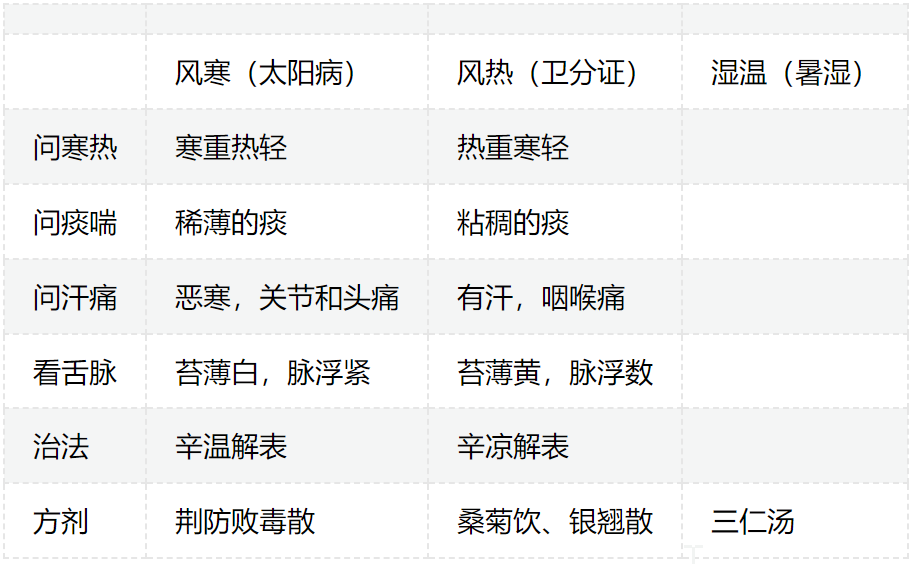 风寒（太阳病） 风热（卫分证） 湿温（暑湿）
问寒热 寒重热轻 热重寒轻
问痰喘 稀薄的痰 粘稠的痰
问汗痛 恶寒，关节和头痛 有汗，咽喉痛
看舌脉 苔薄白，脉浮紧 苔薄黄，脉浮数
治法 辛温解表 辛凉解表
方剂 荆防败毒散 桑菊饮、银翘散 三仁汤